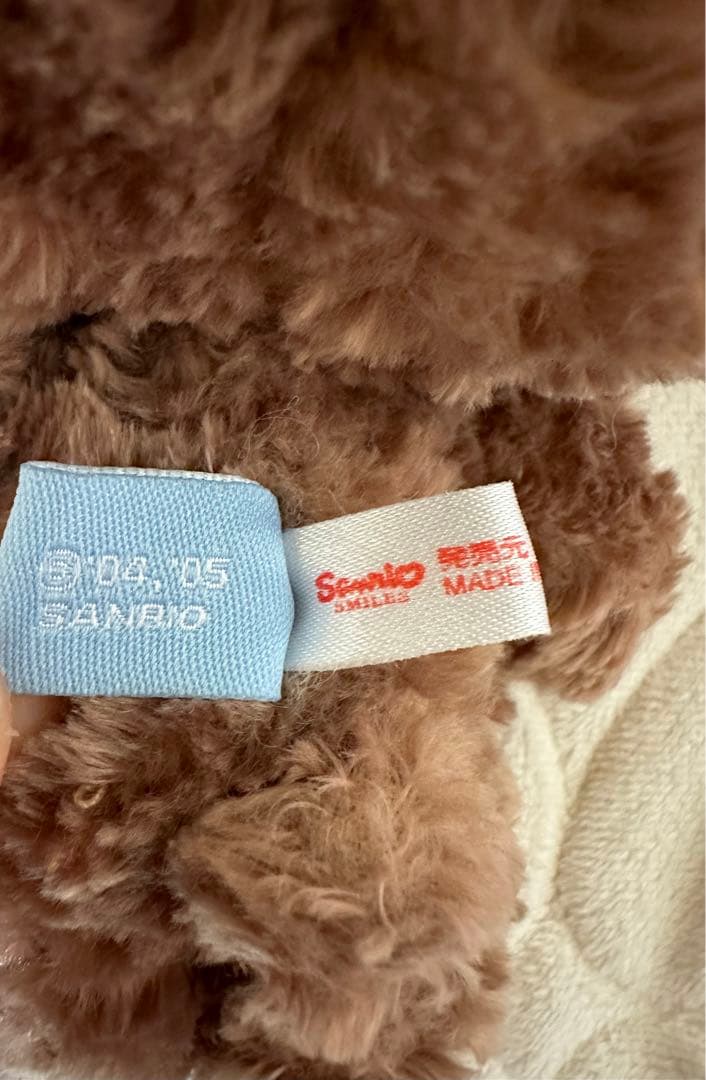 ©'04, '05
SANRIO
Sanrio
SMILES
発売元
MADE